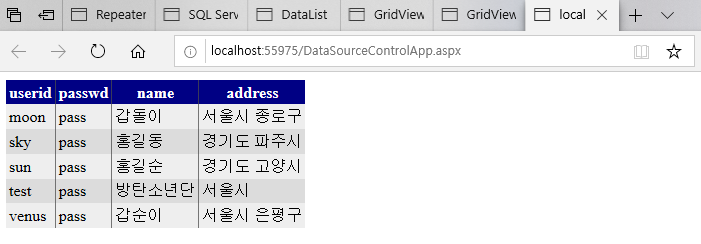 Repeater SQL Serv DataList GridView GridView local
localhost:55975/DataSourceControlApp.aspx
userid passwd name address
moon pass 갑돌이 서울시 종로구
sky pass 홍길동 경기도 파주시
sun pass 홍길순 경기도 고양시
test pass 방탄소년단 서울시
venus pass 갑순이 서울시 은평구